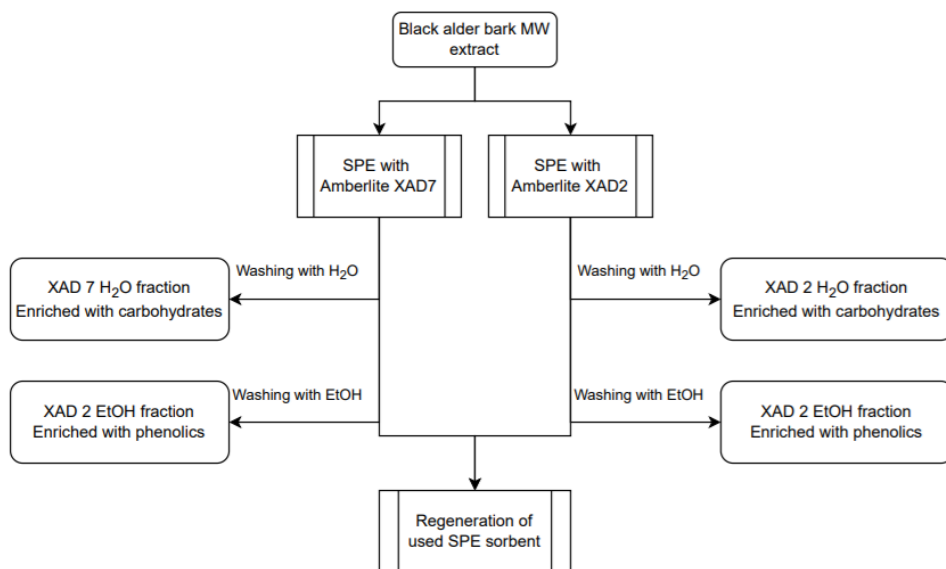 Black alder bark MW
extract
SPE with
Amberlite XAD7
SPE with
Amberlite XAD2
Washing with H₂O
Washing with H₂O
XAD 7 H₂O fraction
Enriched with carbohydrates
XAD 2 H₂O fraction
Enriched with carbohydrates
Washing with EtOH
Washing with EtOH
XAD 2 EtOH fraction
Enriched with phenolics
XAD 2 EtOH fraction
Enriched with phenolics
Regeneration of
used SPE sorbent